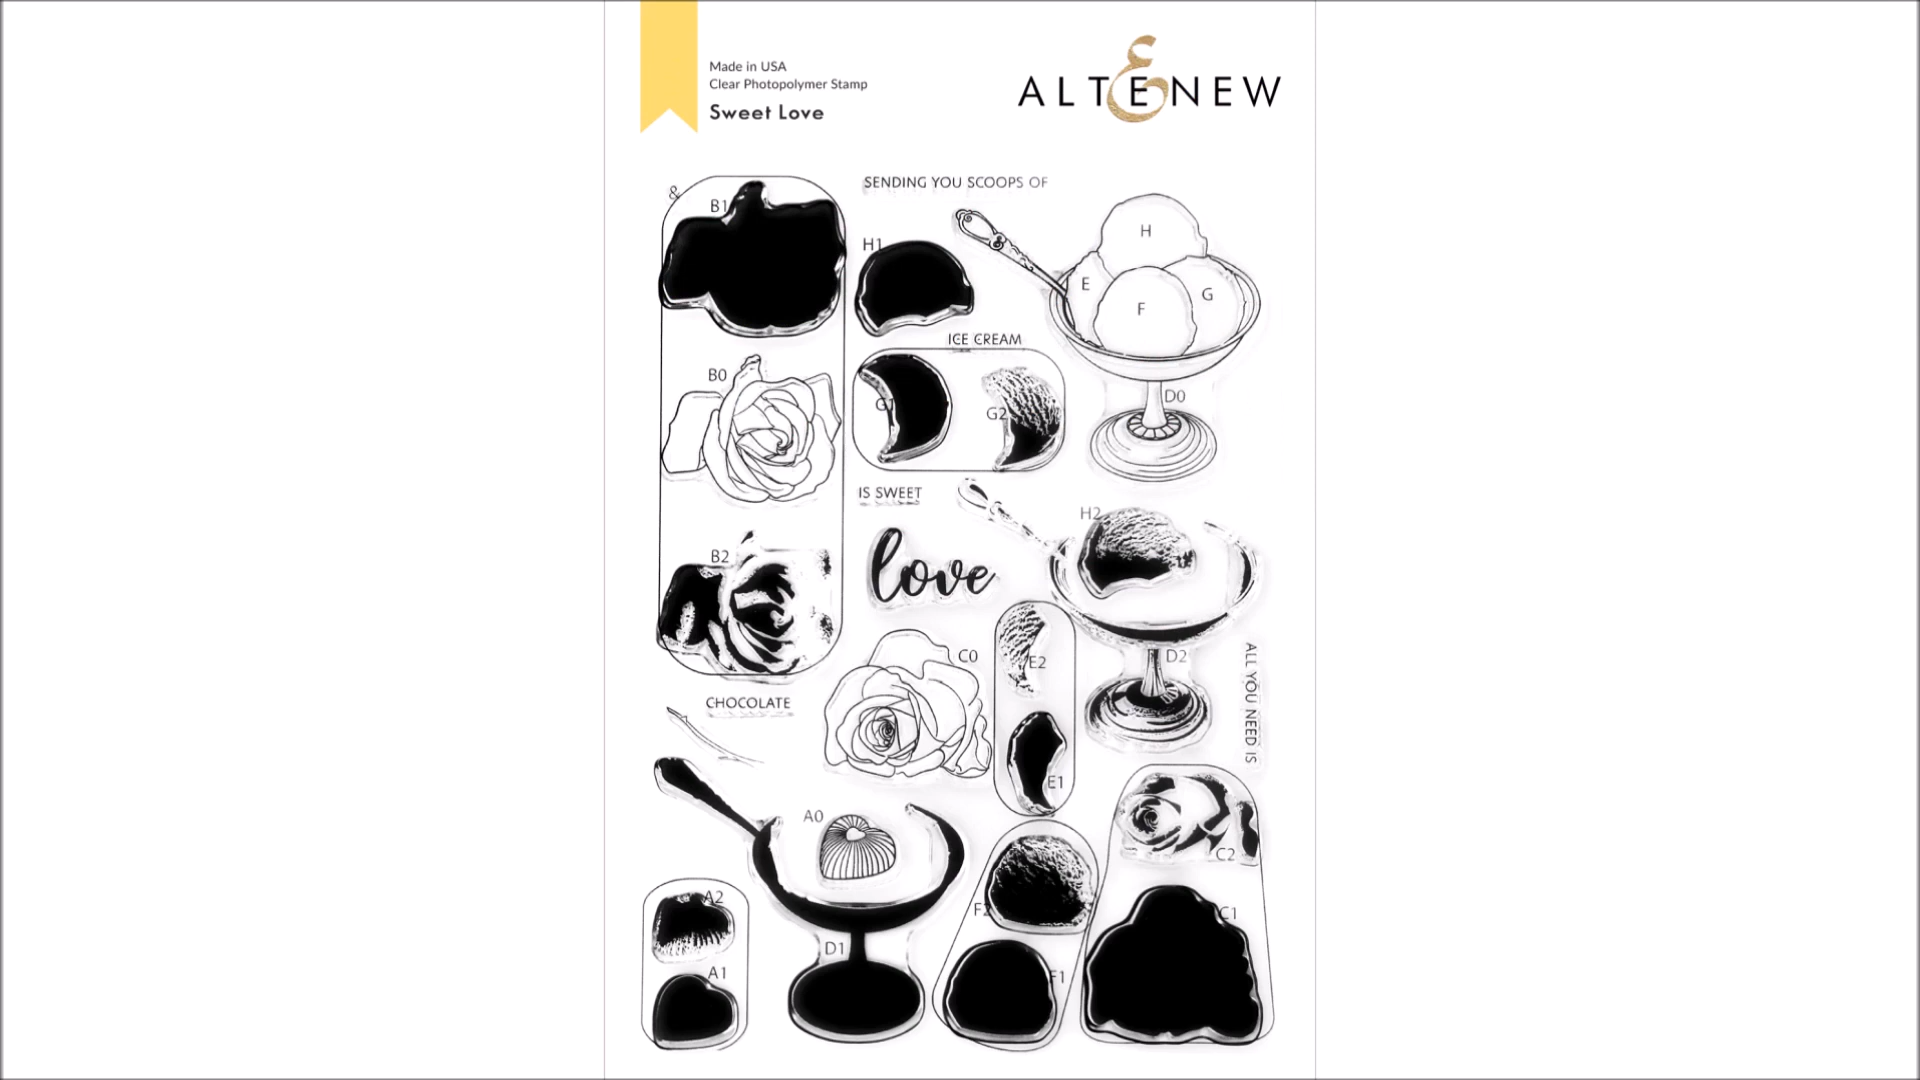 Made in USA
Clear Photopolymer Stamp
Sweet Love
ALTENEW
&
SENDING YOU SCOOPS OF
B1
H1
H
E
G
F
ICE CREAM
B0
D0
G1
G2
IS SWEET
H2
B2
love
C0
E2
D2
ALL YOU NEED IS
CHOCOLATE
E1
A0
C2
A2
F2
C1
D1
A1
F1